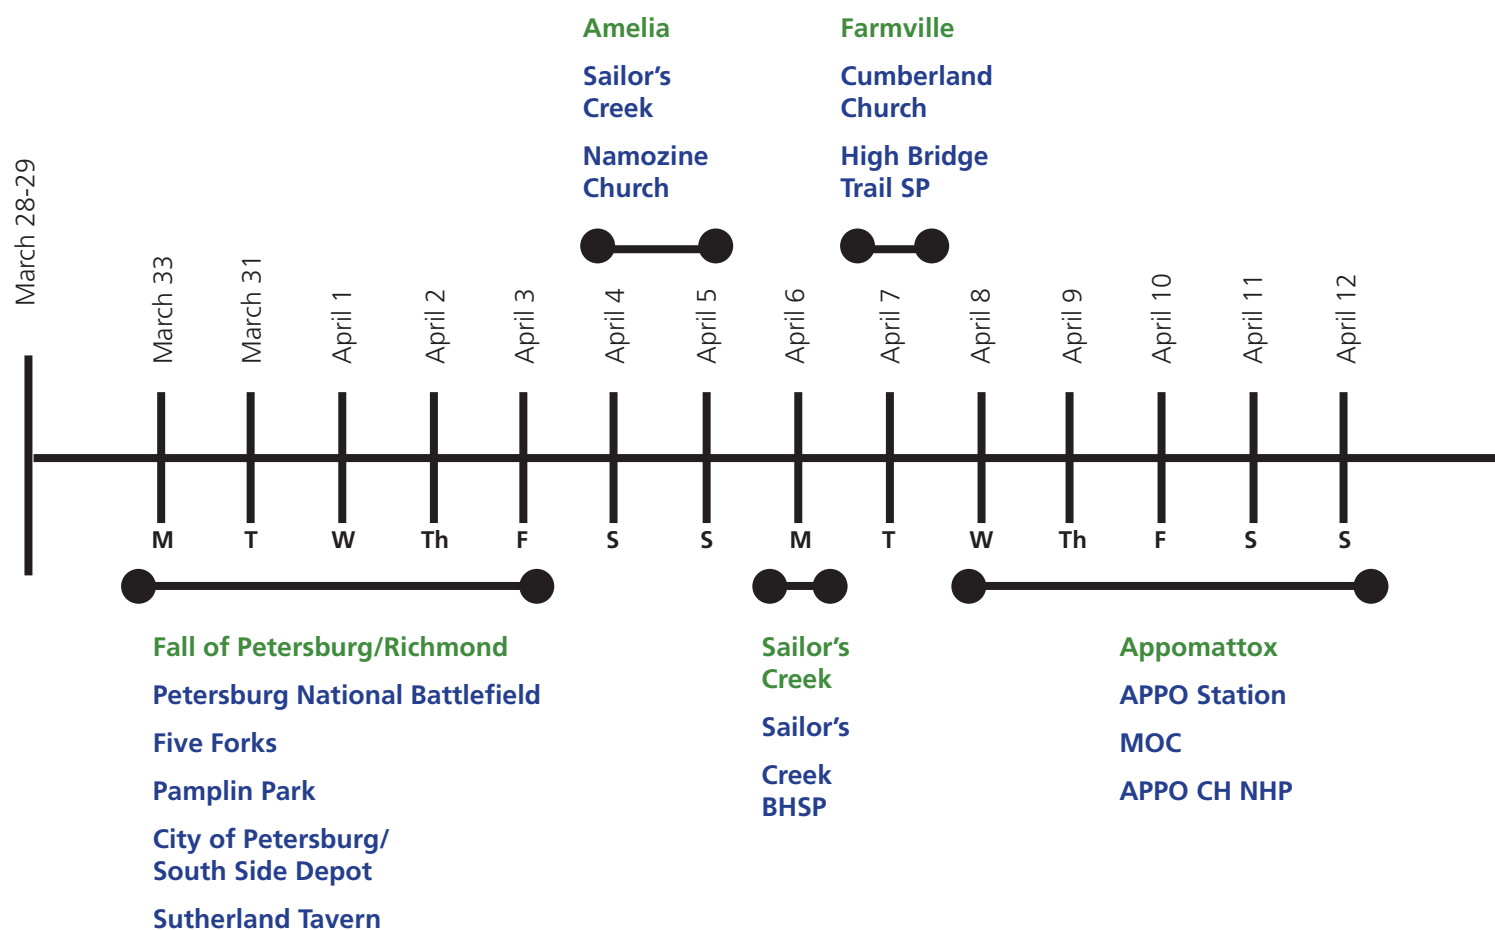 Amelia
Sailor's
Creek
Namozine
Church
Farmville
Cumberland
Church
High Bridge
Trail SP
March 28-29
March 33
March 31
April 1
April 2
April 3
April 4
April 5
April 6
April 7
April 8
April 9
April 10
April 11
April 12
M
T
W
Th
F
S
S
M
T
W
Th
F
S
S
Fall of Petersburg/Richmond
Petersburg National Battlefield
Five Forks
Pamplin Park
City of Petersburg/
South Side Depot
Sutherland Tavern
Sailor's
Creek
Sailor's
Creek
BHSP
Appomattox
APPO Station
MOC
APPO CH NHP